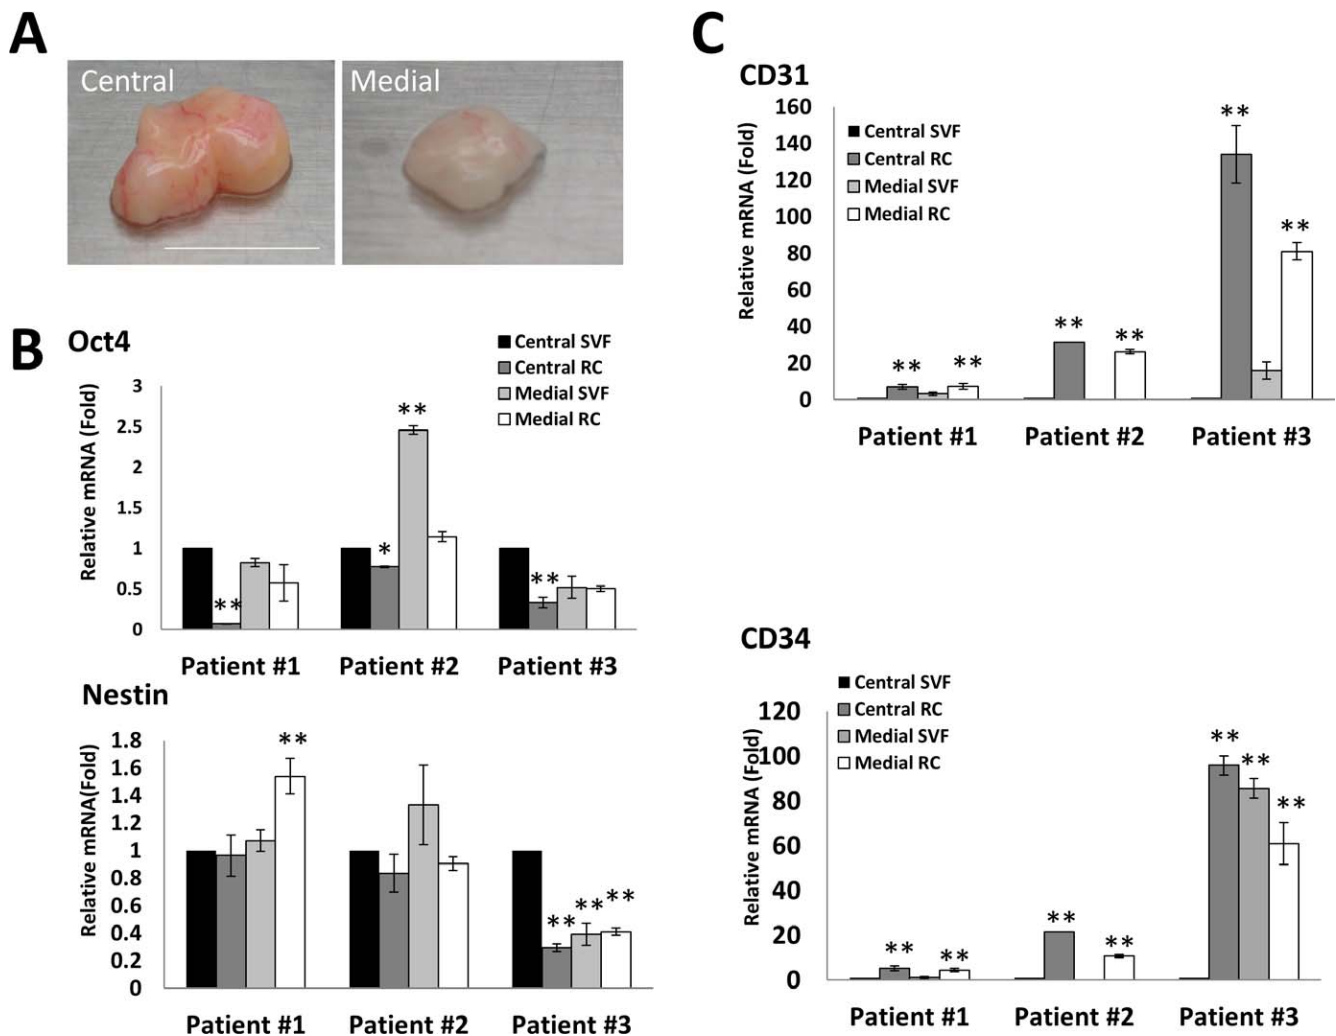 A
Central
Medial
B
Oct4
Central SVF
Central RC
Medial SVF
Medial RC
Relative mRNA (Fold)
3
2.5
2
1.5
1
0.5
0
**
*
**
**
Patient #1
Patient #2
Patient #3
Nestin
Relative mRNA(Fold)
1.8
1.6
1.4
1.2
1
0.8
0.6
0.4
0.2
0
**
**
**
**
Patient #1
Patient #2
Patient #3
C
CD31
Central SVF
Central RC
Medial SVF
Medial RC
Relative mRNA (Fold)
160
140
120
100
80
60
40
20
0
**
**
**
**
**
**
Patient #1
Patient #2
Patient #3
CD34
Central SVF
Central RC
Medial SVF
Medial RC
Relative mRNA (Fold)
120
100
80
60
40
20
0
**
**
**
**
**
**
**
Patient #1
Patient #2
Patient #3